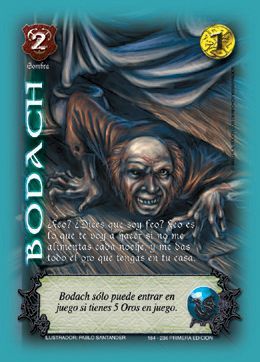 2
1
Sombra
BODACH
¿Feo? ¿Dices que soy feo? Feo es
lo que te voy a hacer si no me
alimentas cada noche, y me das
todo el oro que tengas en tu casa.
Bodach sólo puede entrar en
juego si tienes 5 Oros en juego.
ILUSTRADOR: PABLO SANTANDER
184 - 236 PRIMERA EDICION